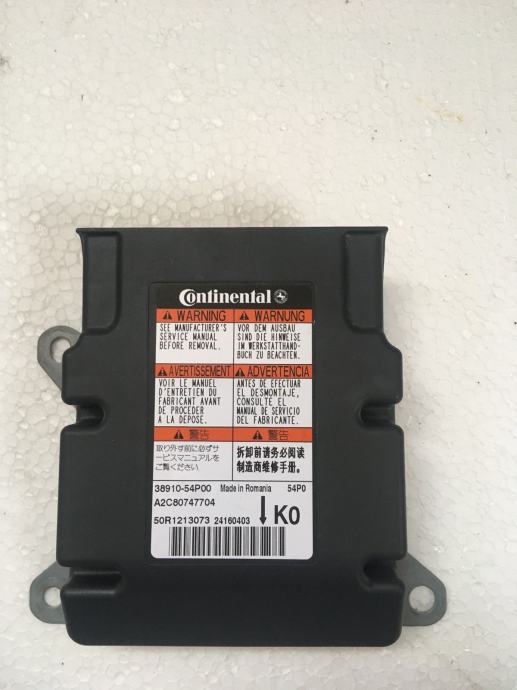 Continental
WARNING
SEE MANUFACTURER'S
SERVICE MANUAL
BEFORE REMOVAL.
WARNUNG
VOR DEM AUSBAU
SIND DIE HINWEISE
IM WERKSTATTHAND-
BUCH ZU BEACHTEN.
AVERTISSEMENT
VOIR LE MANUEL
D'ENTRETIEN DU
FABRICANT AVANT
DE PROCEDER
A LA DEPOSE.
ADVERTENCIA
ANTES DE EFECTUAR
EL DESMONTAJE,
CONSULTE EL
MANUAL DE SERVICIO
DEL FABRICANTE.
警告
取り外す前に必ずサ
ービスマニュアルを
ご覧ください。
警告
拆卸前请务必阅读
制造商维修手册。
38910-54P00 Made in Romania 54P0
A2C80747704
50R1213073 24160403 ↓K0